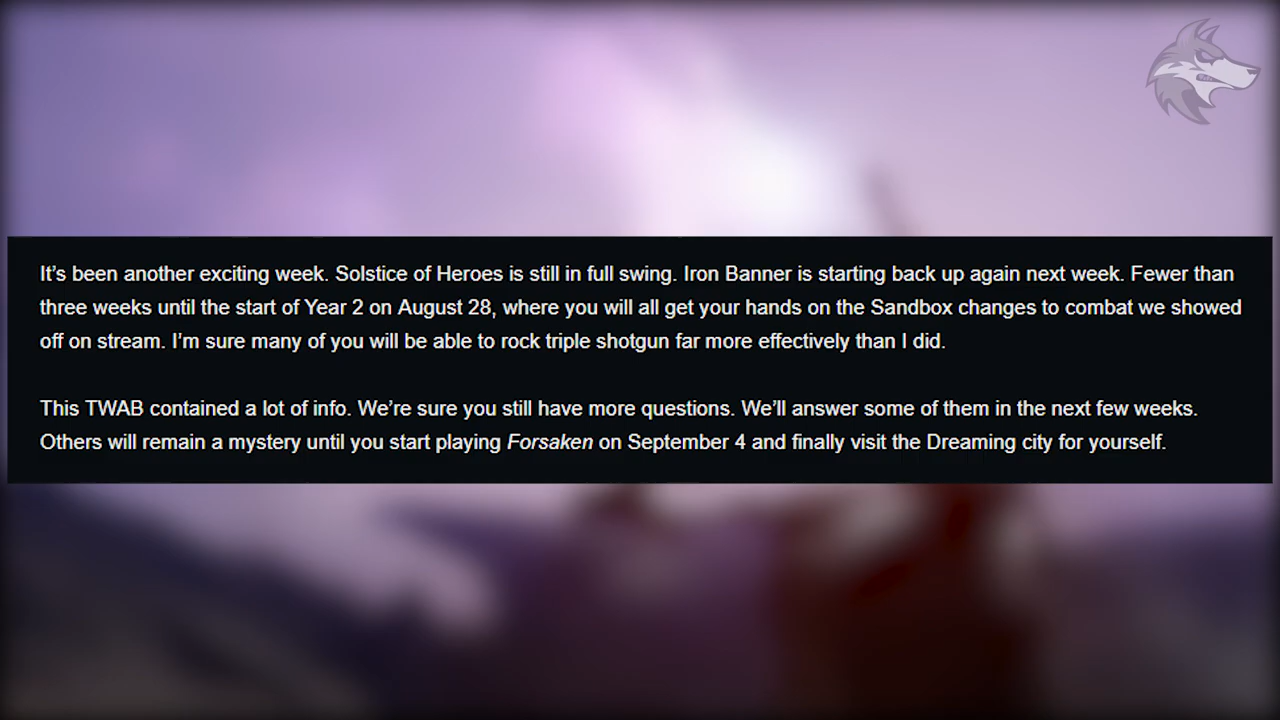 It’s been another exciting week. Solstice of Heroes is still in full swing. Iron Banner is starting back up again next week. Fewer than
three weeks until the start of Year 2 on August 28, where you will all get your hands on the Sandbox changes to combat we showed
off on stream. I’m sure many of you will be able to rock triple shotgun far more effectively than I did.
This TWAB contained a lot of info. We’re sure you still have more questions. We’ll answer some of them in the next few weeks.
Others will remain a mystery until you start playing Forsaken on September 4 and finally visit the Dreaming city for yourself.